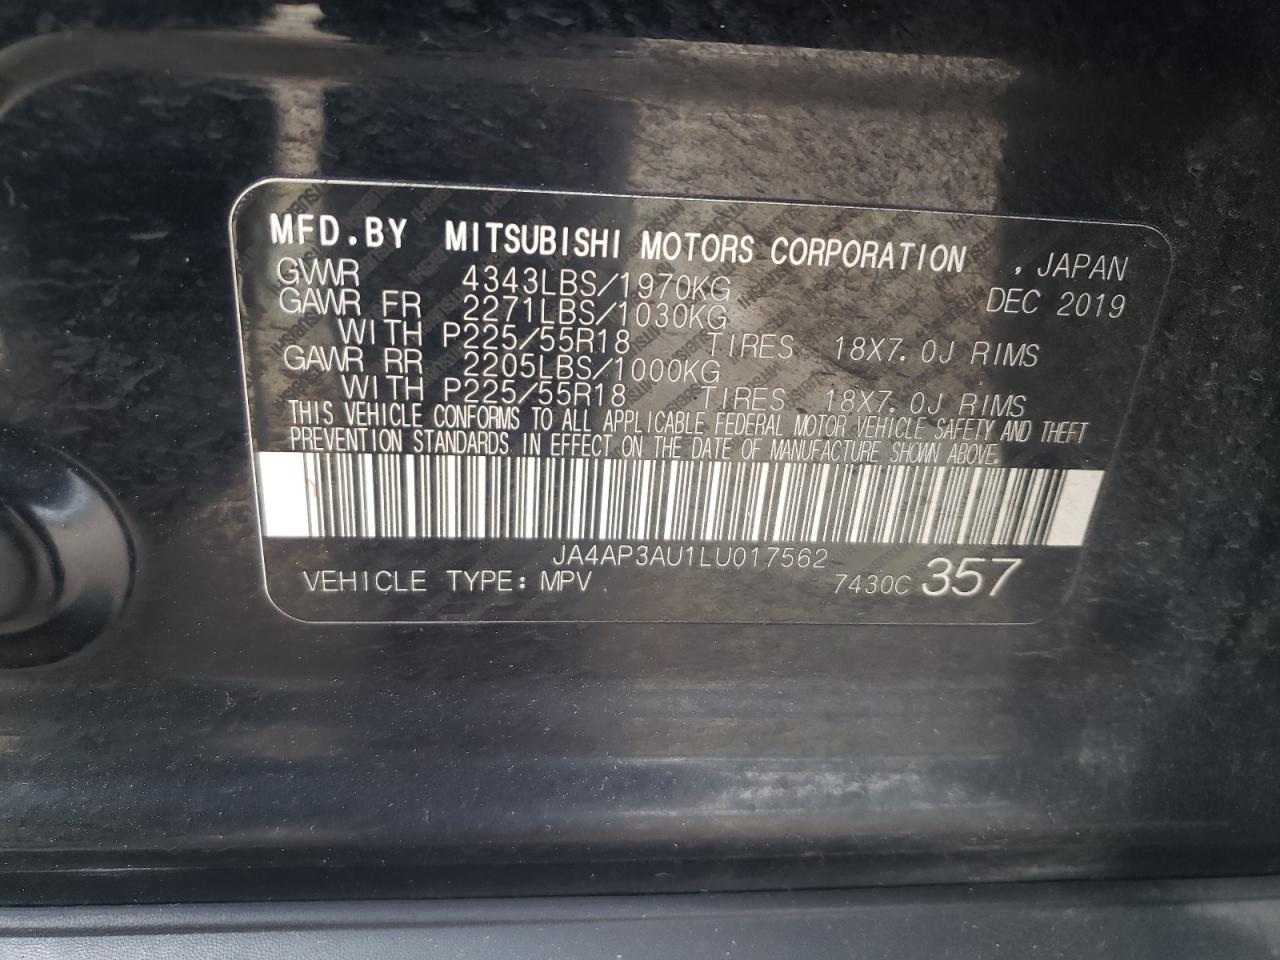 MFD.BY MITSUBISHI MOTORS CORPORATION , JAPAN
GVWR 4343LBS/1970KG DEC 2019
GAWR FR 2271LBS/1030KG
WITH P225/55R18 TIRES 18X7.0J RIMS
GAWR RR 2205LBS/1000KG
WITH P225/55R18 TIRES 18X7.0J RIMS
THIS VEHICLE CONFORMS TO ALL APPLICABLE FEDERAL MOTOR VEHICLE SAFETY AND THEFT
PREVENTION STANDARDS IN EFFECT ON THE DATE OF MANUFACTURE SHOWN ABOVE.
JA4AP3AU1LU017562
VEHICLE TYPE: MPV 7430C 357